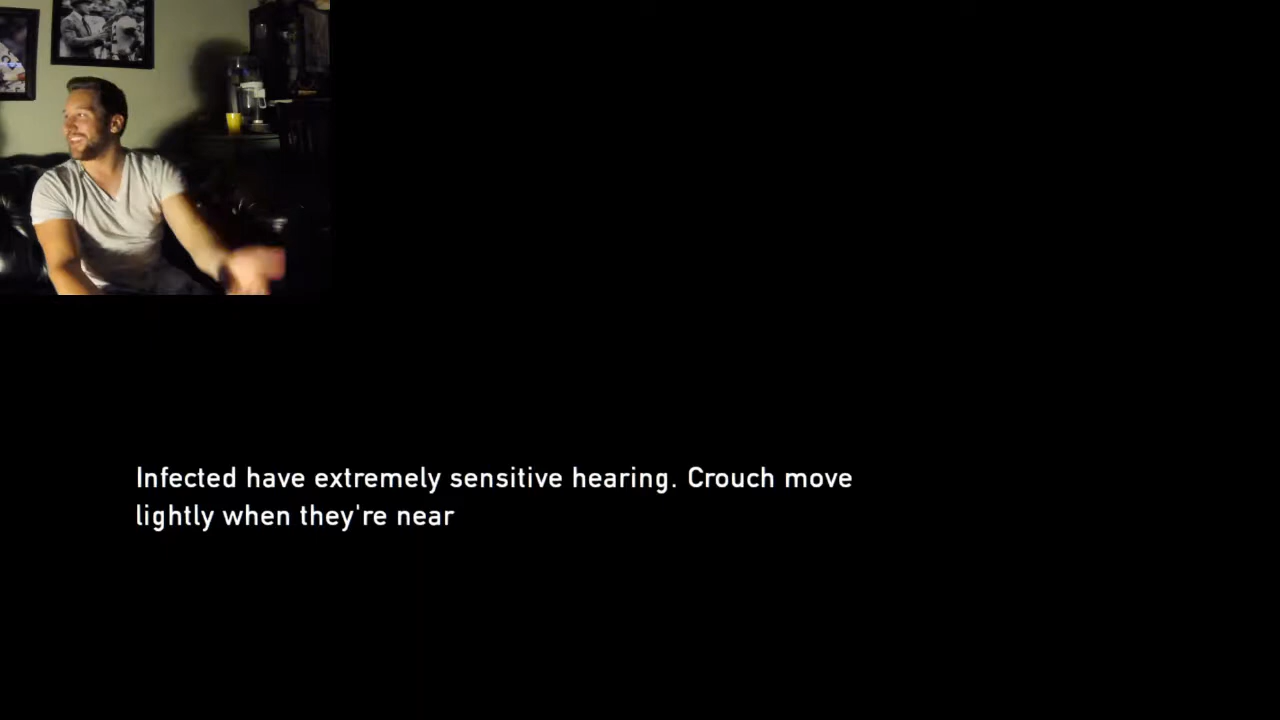 Infected have extremely sensitive hearing. Crouch move
lightly when they're near